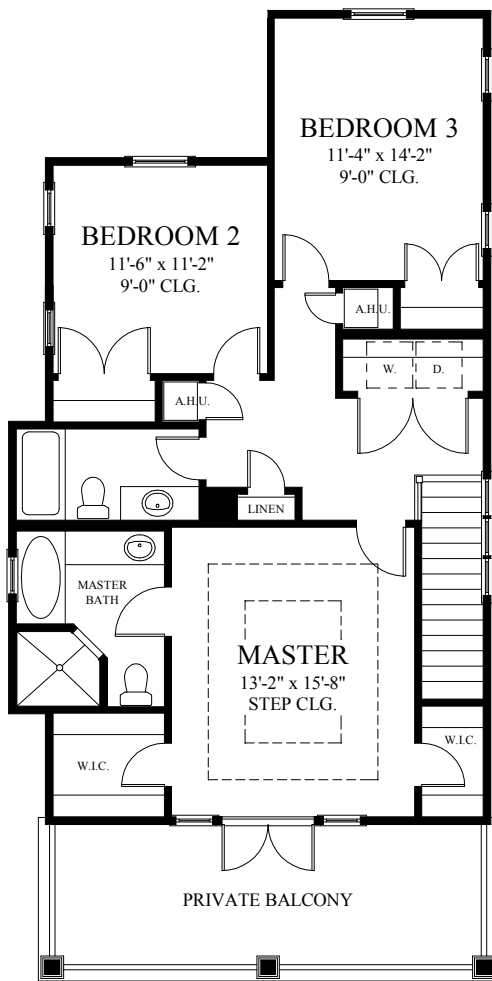 BEDROOM 3
11'-4" x 14'-2"
9'-0" CLG.
BEDROOM 2
11'-6" x 11'-2"
9'-0" CLG.
A.H.U.
W.
D.
A.H.U.
LINEN
MASTER
BATH
MASTER
13'-2" x 15'-8"
STEP CLG.
W.I.C.
W.I.C.
PRIVATE BALCONY